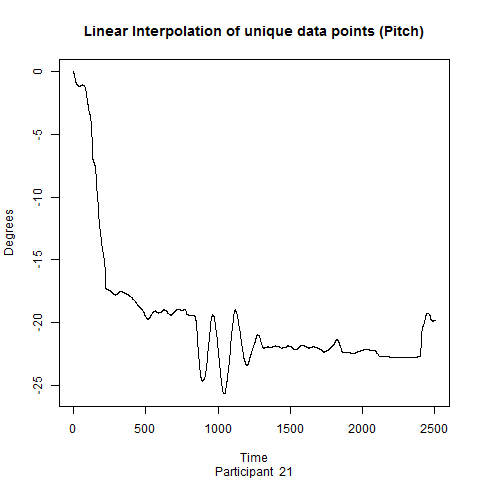 Linear Interpolation of unique data points (Pitch)
0
-5
-10
-15
-20
-25
Degrees
0 500 1000 1500 2000 2500
Time
Participant 21